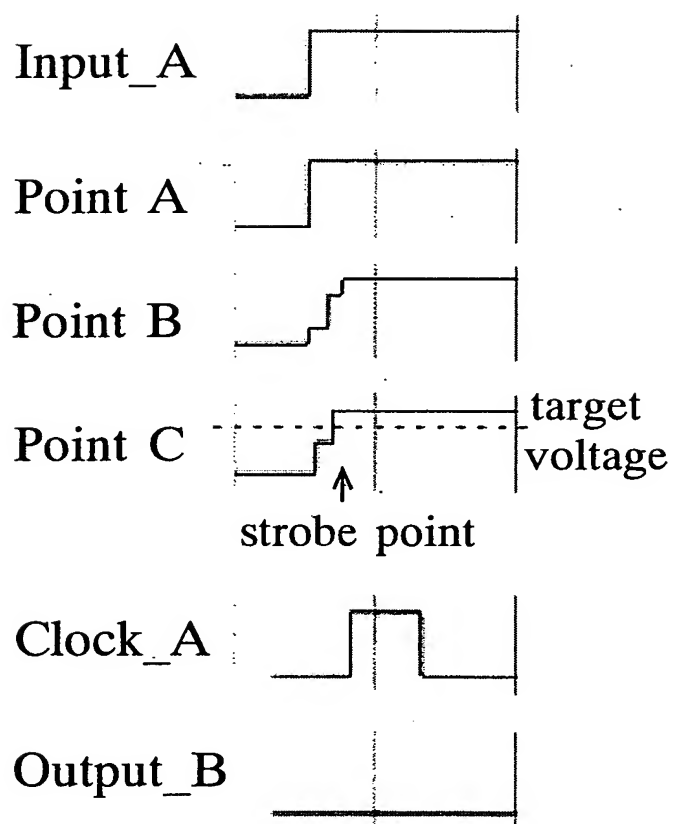 Input_A
Point A
Point B
Point C
target
voltage
strobe point
Clock_A
Output_B